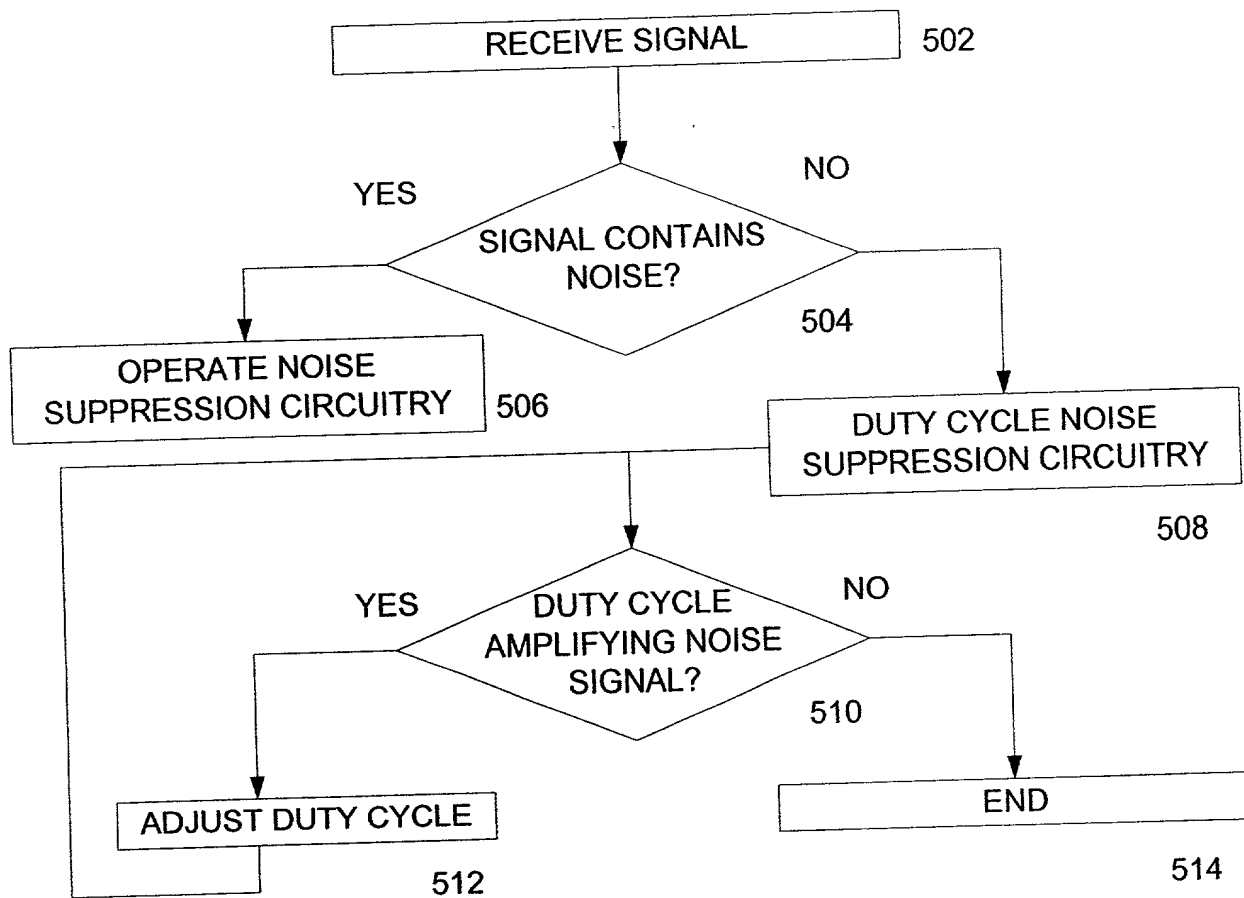 RECEIVE SIGNAL
502
YES
NO
SIGNAL CONTAINS
NOISE?
504
OPERATE NOISE
SUPPRESSION CIRCUITRY
506
DUTY CYCLE NOISE
SUPPRESSION CIRCUITRY
508
YES
NO
DUTY CYCLE
AMPLIFYING NOISE
SIGNAL?
510
ADJUST DUTY CYCLE
512
END
514